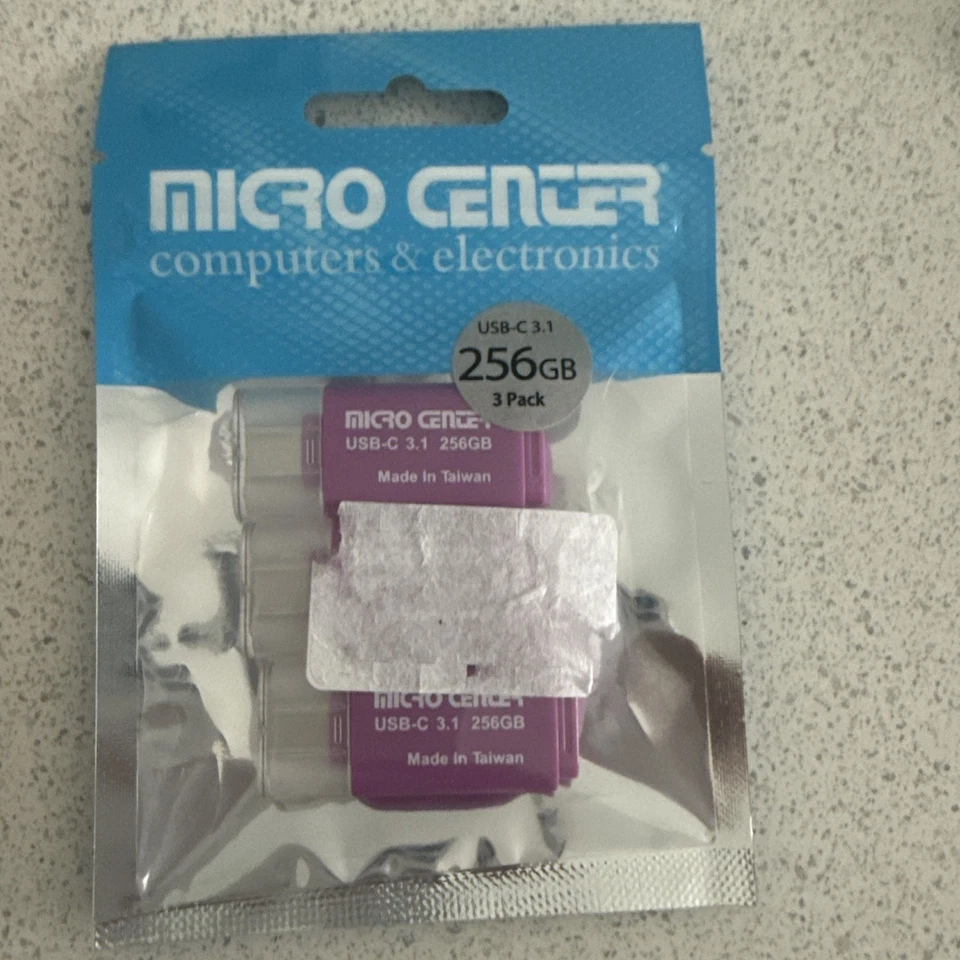 MICRO CENTER
computers & electronics
USB-C 3.1
256GB
3 Pack
MICRO CENTER
USB-C 3.1 256GB
Made In Taiwan
MICRO CENTER
USB-C 3.1 256GB
Made In Taiwan